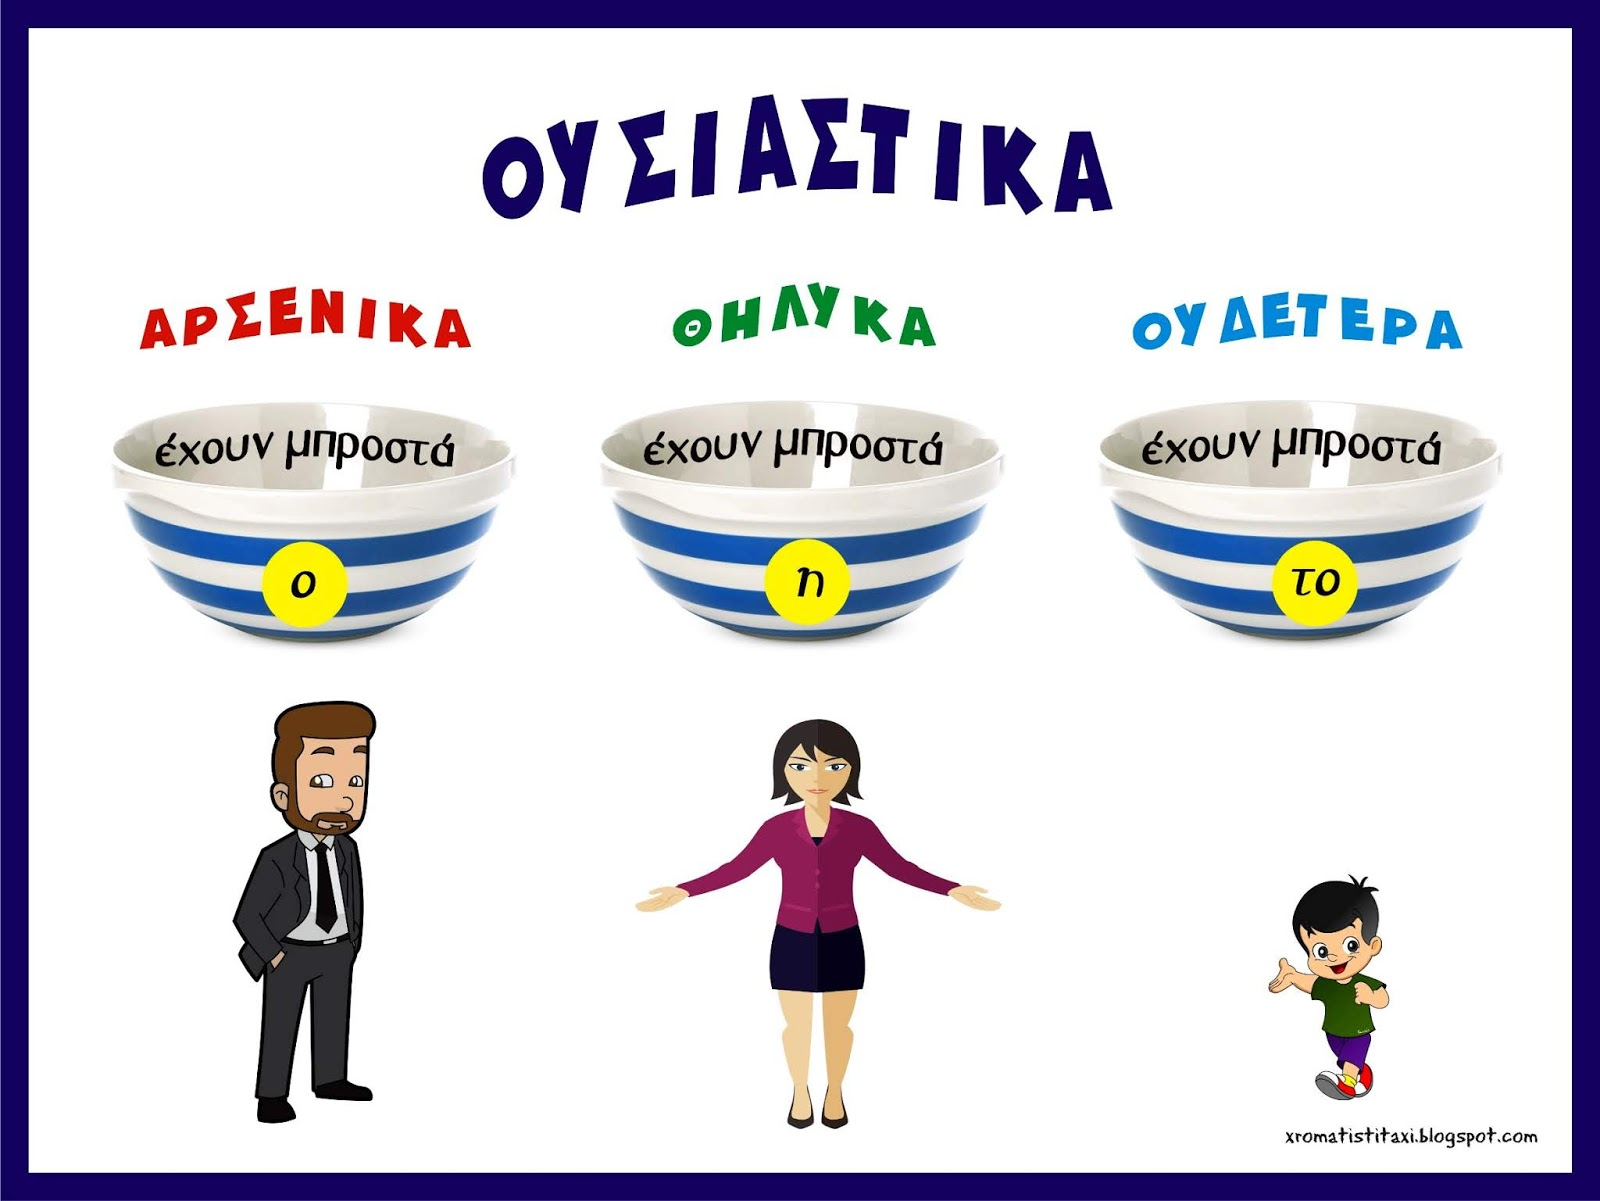 ΟΥΣΙΑΣΤΙΚΑ
ΑΡΣΕΝΙΚΑ
έχουν μπροστά
ο
ΘΗΛΥΚΑ
έχουν μπροστά
η
ΟΥΔΕΤΕΡΑ
έχουν μπροστά
το
xromatistitaxi.blogspot.com